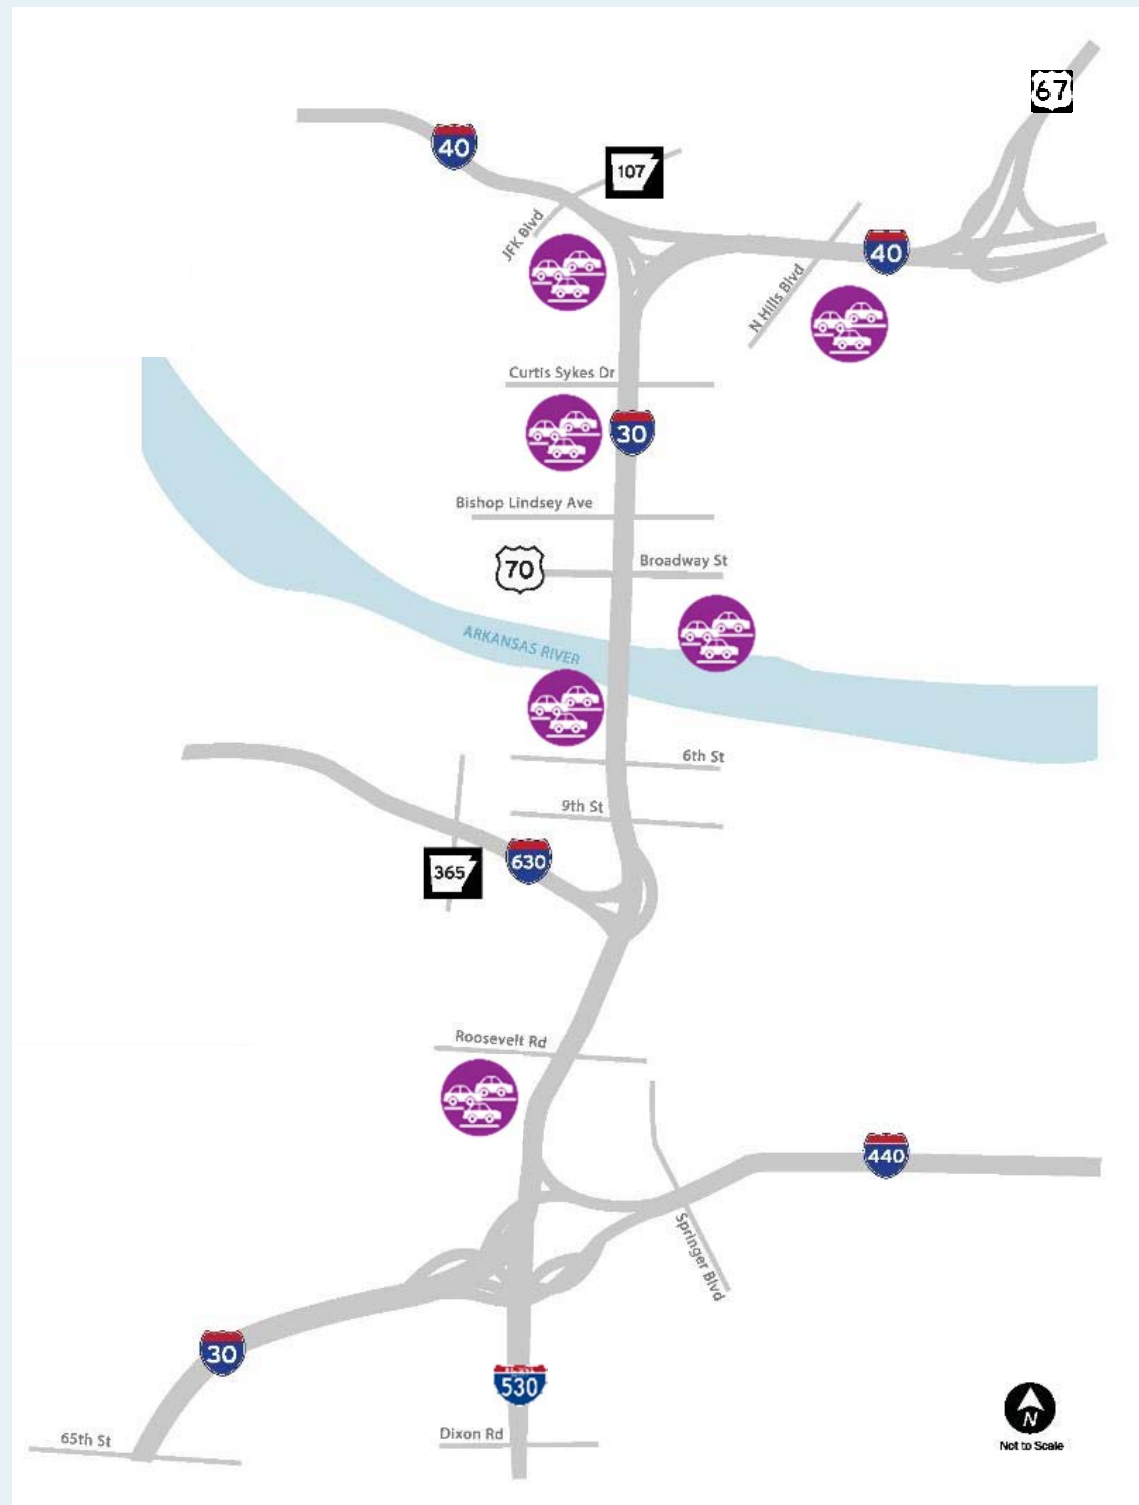 67
40
107
JFK Blvd
40
N Hills Blvd
Curtis Sykes Dr
30
Bishop Lindsey Ave
70
Broadway St
ARKANSAS RIVER
6th St
9th St
630
365
Roosevelt Rd
440
Springer Blvd
30
530
N
Dixon Rd
65th St
Not to Scale